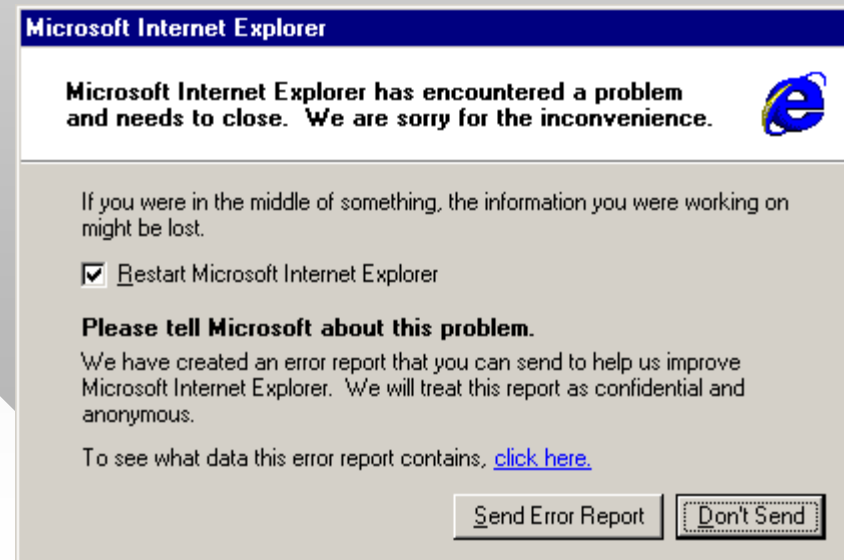 Microsoft Internet Explorer
Microsoft Internet Explorer has encountered a problem
and needs to close.  We are sorry for the inconvenience.
If you were in the middle of something, the information you were working on
might be lost.
Restart Microsoft Internet Explorer
Please tell Microsoft about this problem.
We have created an error report that you can send to help us improve
Microsoft Internet Explorer.  We will treat this report as confidential and
anonymous.
To see what data this error report contains, click here.
Send Error Report Don't Send